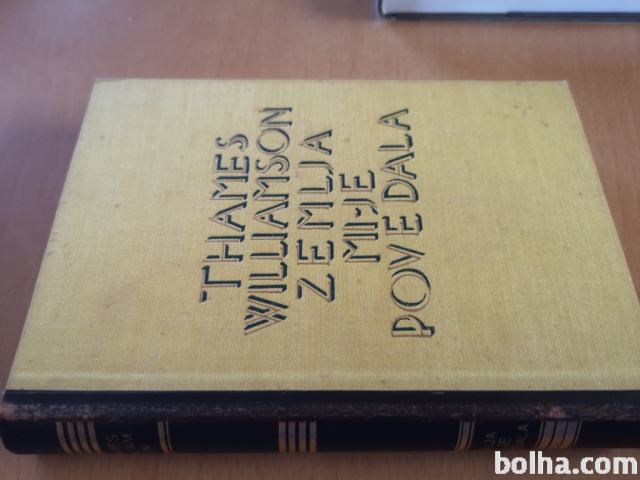 THAMES
WILLIAMSON
ZEMLJA
MI-JE
POVEDALA
bolha.com